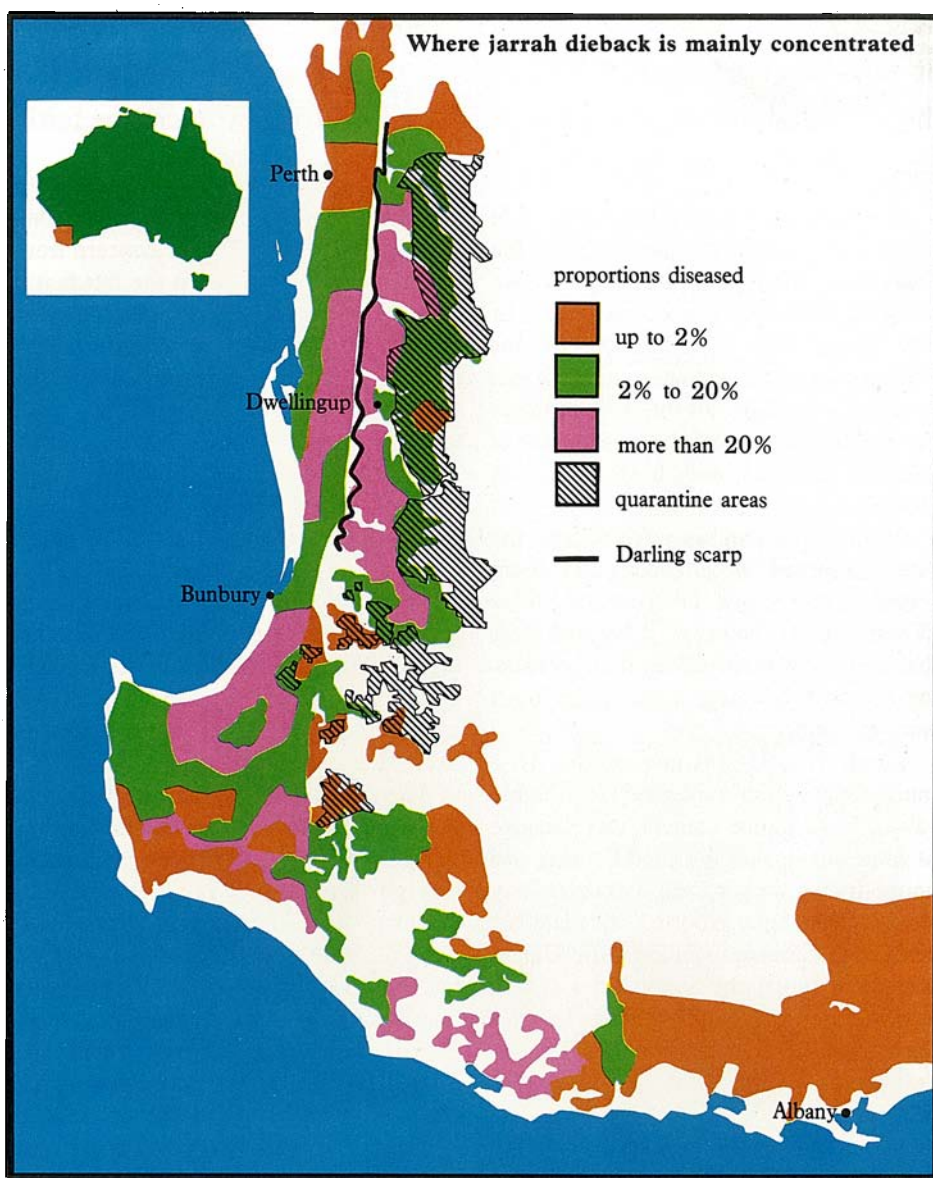 Where jarrah dieback is mainly concentrated
Perth
proportions diseased
up to 2%
2% to 20%
Dwellingup
more than 20%
quarantine areas
Darling scarp
Bunbury
Albany